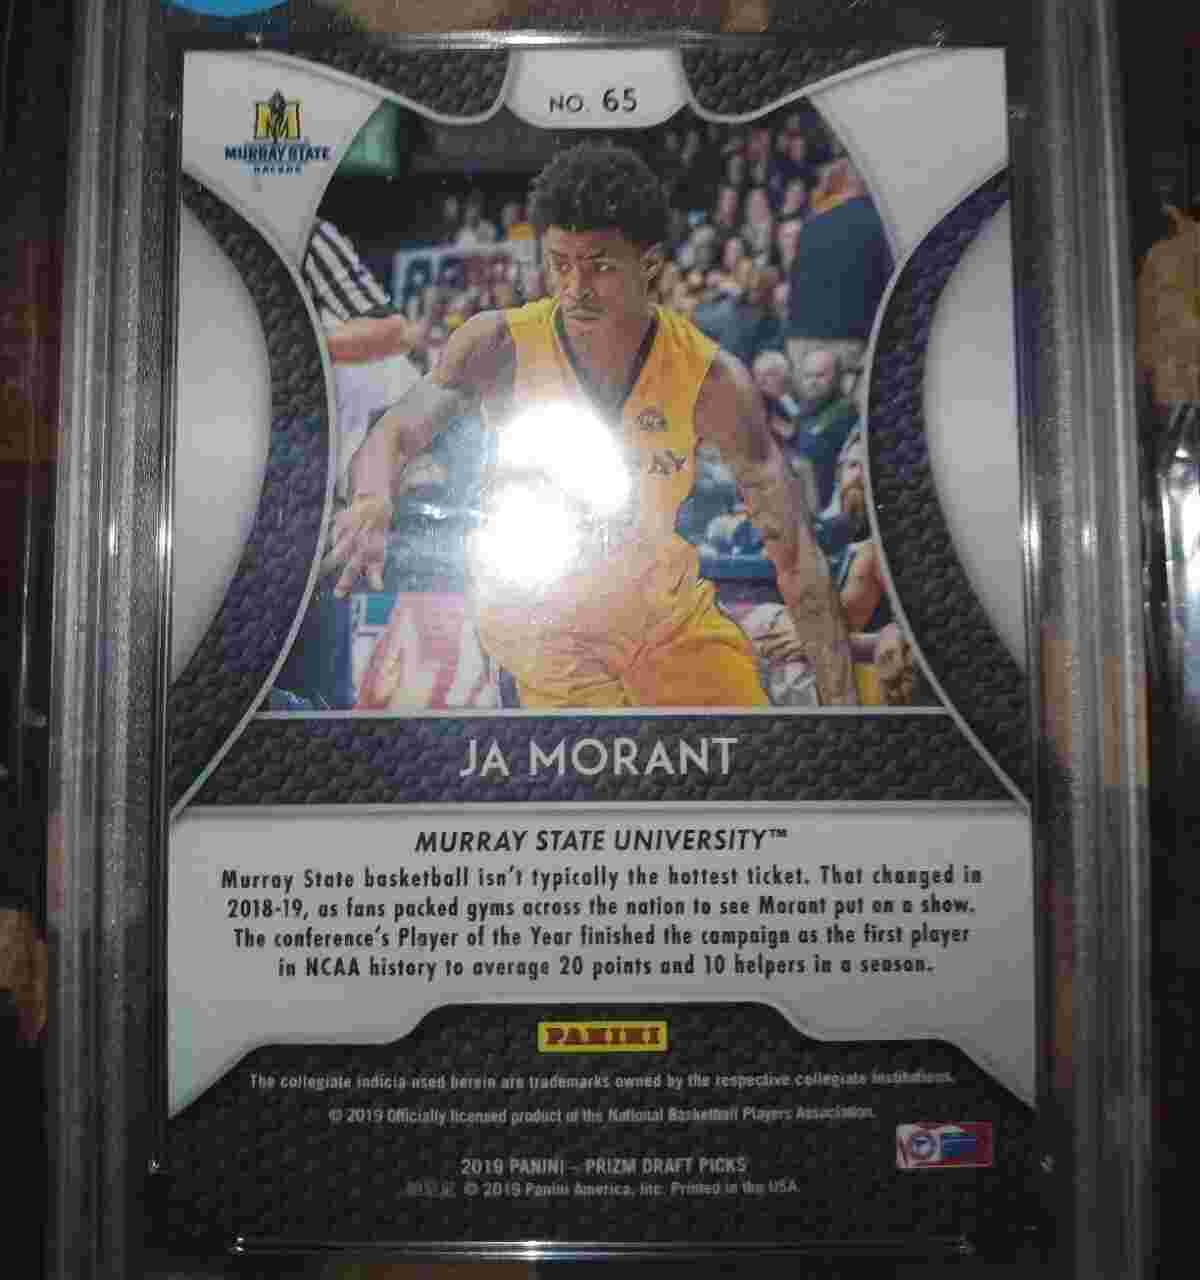 NO. 65
MURRAY STATE
RACERS
JA MORANT
MURRAY STATE UNIVERSITY™
Murray State basketball isn't typically the hottest ticket. That changed in
2018-19, as fans packed gyms across the nation to see Morant put on a show.
The conference's Player of the Year finished the campaign as the first player
in NCAA history to average 20 points and 10 helpers in a season.
PANINI
The collegiate indicia used herein are trademarks owned by the respective collegiate institutions.
© 2019 Officially licensed product of the National Basketball Players Association.
2019 PANINI - PRIZM DRAFT PICKS
© 2019 Panini America, Inc. Printed in the USA.